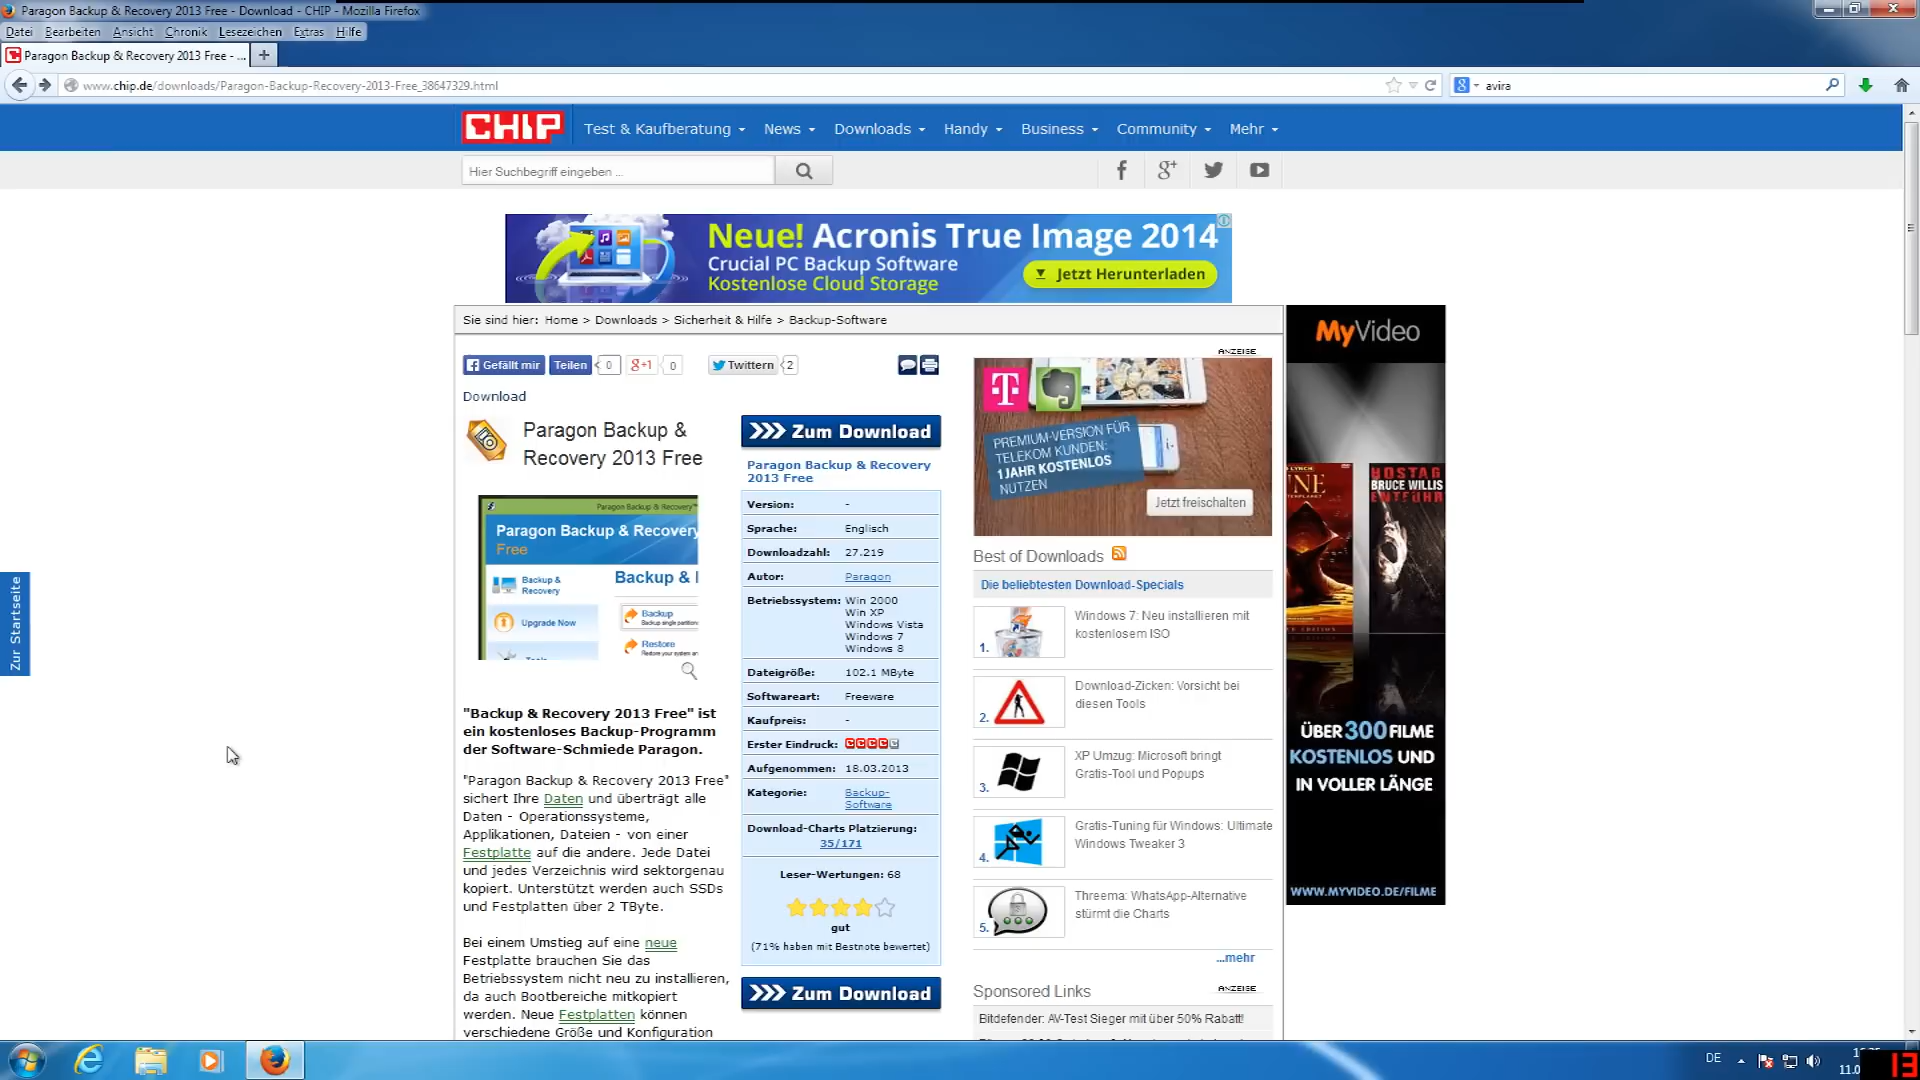 Paragon Backup & Recovery 2013 Free - Download - CHIP - Mozilla Firefox
Datei Bearbeiten Ansicht Chronik Lesezeichen Extras Hilfe
Paragon Backup & Recovery 2013 Free - ...
www.chip.de/downloads/Paragon-Backup-Recovery-2013-Free_38647329.html
avira
CHIP Test & Kaufberatung News Downloads Handy Business Community Mehr
Hier Suchbegriff eingeben ...
Neue! Acronis True Image 2014
Crucial PC Backup Software
Kostenlose Cloud Storage
Jetzt Herunterladen
Sie sind hier: Home > Downloads > Sicherheit & Hilfe > Backup-Software
Gefällt mir Teilen 0 g+1 0 Twittern 2
Download
Paragon Backup &
Recovery 2013 Free
Paragon Backup & Recovery™
Paragon Backup & Recovery
Free
Backup &
Recovery
Upgrade Now
Backup & I
Backup
Restore
"Backup & Recovery 2013 Free" ist
ein kostenloses Backup-Programm
der Software-Schmiede Paragon.
"Paragon Backup & Recovery 2013 Free"
sichert Ihre Daten und überträgt alle
Daten - Operationssysteme,
Applikationen, Dateien - von einer
Festplatte auf die andere. Jede Datei
und jedes Verzeichnis wird sektorgenau
kopiert. Unterstützt werden auch SSDs
und Festplatten über 2 TByte.
Bei einem Umstieg auf eine neue
Festplatte brauchen Sie das
Betriebssystem nicht neu zu installieren,
da auch Bootbereiche mitkopiert
werden. Neue Festplatten können
verschiedene Größe und Konfiguration
Zum Download
Paragon Backup & Recovery
2013 Free
Version: -
Sprache: Englisch
Downloadzahl: 27.219
Autor: Paragon
Betriebssystem: Win 2000
Win XP
Windows Vista
Windows 7
Windows 8
Dateigröße: 102.1 MByte
Softwareart: Freeware
Kaufpreis: -
Erster Eindruck:
Aufgenommen: 18.03.2013
Kategorie: Backup-
Software
Download-Charts Platzierung:
35/171
Leser-Wertungen: 68
gut
(71% haben mit Bestnote bewertet)
Zum Download
ANZEIGE
PREMIUM-VERSION FÜR
TELEKOM KUNDEN:
1 JAHR KOSTENLOS
NUTZEN
Jetzt freischalten
Best of Downloads
Die beliebtesten Download-Specials
1. Windows 7: Neu installieren mit
kostenlosem ISO
2. Download-Zicken: Vorsicht bei
diesen Tools
3. XP Umzug: Microsoft bringt
Gratis-Tool und Popups
4. Gratis-Tuning für Windows: Ultimate
Windows Tweaker 3
5. Threema: WhatsApp-Alternative
stürmt die Charts
...mehr
Sponsored Links ANZEIGE
Bitdefender: AV-Test Sieger mit über 50% Rabatt!
MyVideo
BRUCE WILLIS
ÜBER 300 FILME
KOSTENLOS UND
IN VOLLER LÄNGE
WWW.MYVIDEO.DE/FILME
Zur Startseite
DE
13